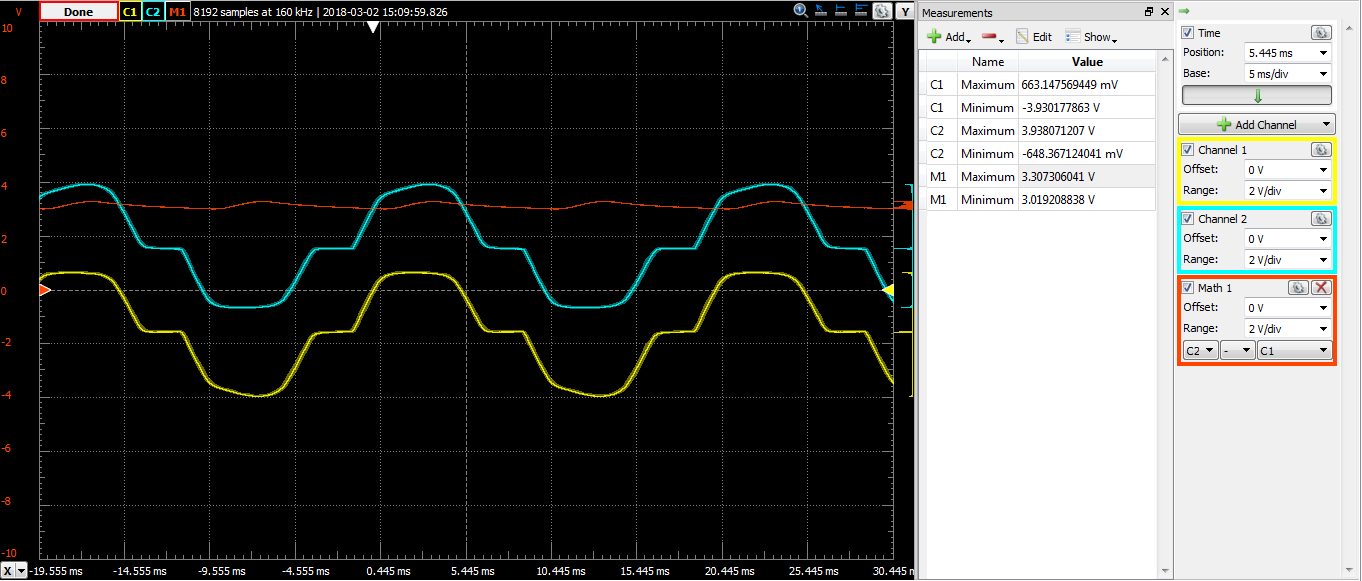 V Done C1 C2 M1 8192 samples at 160 kHz | 2018-03-02 15:09:59.826 Y
10
8
6
4
2
0
-2
-4
-6
-8
-10
X -19.555 ms -14.555 ms -9.555 ms -4.555 ms 0.445 ms 5.445 ms 10.445 ms 15.445 ms 20.445 ms 25.445 ms 30.445 m
Measurements
Add Edit Show
Name Value
C1 Maximum 663.147569449 mV
C1 Minimum -3.930177863 V
C2 Maximum 3.938071207 V
C2 Minimum -648.367124041 mV
M1 Maximum 3.307306041 V
M1 Minimum 3.019208838 V
Time
Position: 5.445 ms
Base: 5 ms/div
Add Channel
Channel 1
Offset: 0 V
Range: 2 V/div
Channel 2
Offset: 0 V
Range: 2 V/div
Math 1
Offset: 0 V
Range: 2 V/div
C2 - C1